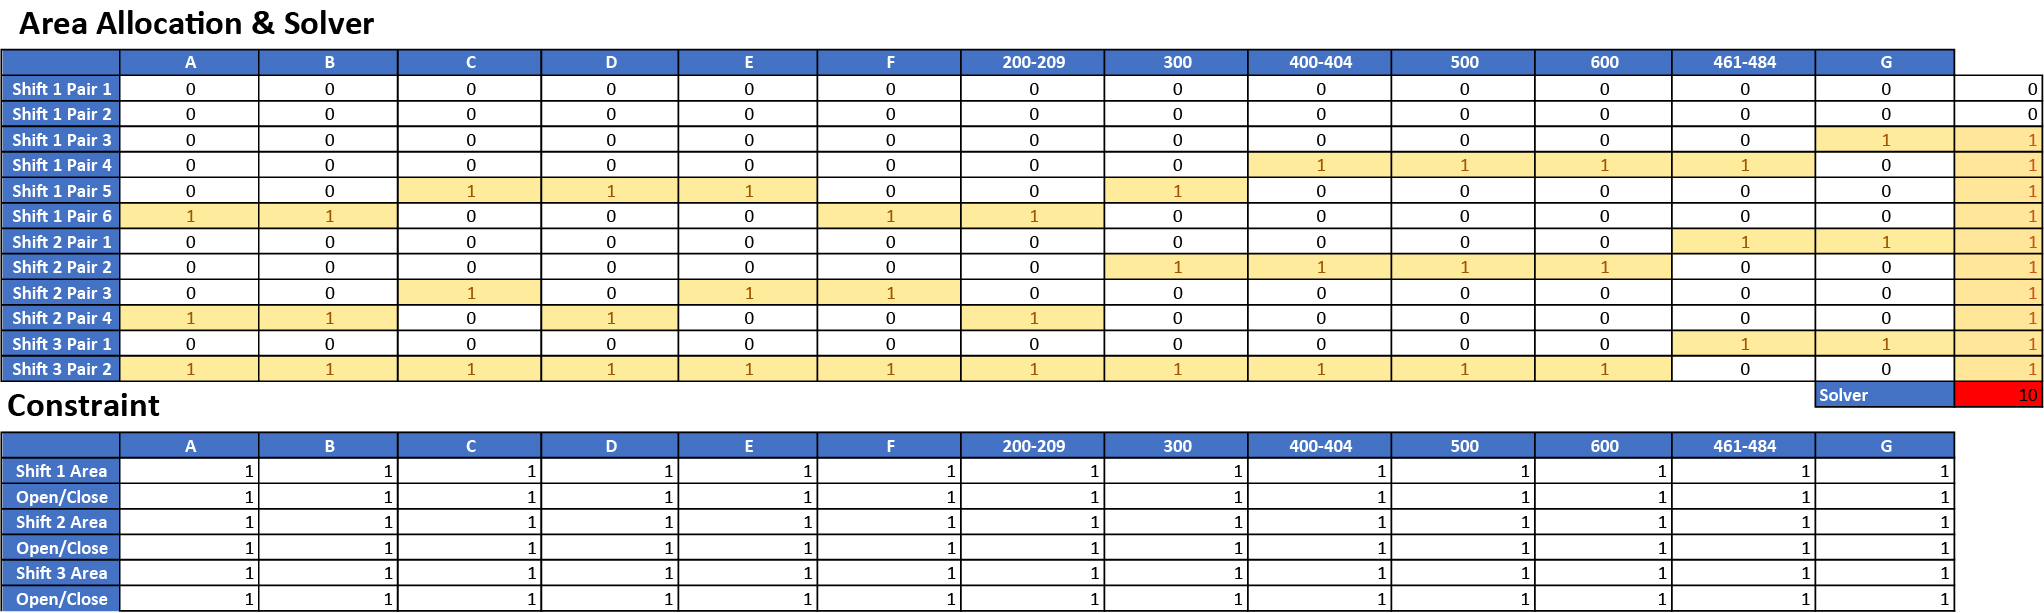 Area Allocation & Solver
A B C D E F 200-209 300 400-404 500 600 461-484 G
Shift 1 Pair 1 0 0 0 0 0 0 0 0 0 0 0 0 0 0
Shift 1 Pair 2 0 0 0 0 0 0 0 0 0 0 0 0 0 0
Shift 1 Pair 3 0 0 0 0 0 0 0 0 0 0 0 0 1 1
Shift 1 Pair 4 0 0 0 0 0 0 0 0 1 1 1 1 0 1
Shift 1 Pair 5 0 0 1 1 1 0 0 1 0 0 0 0 0 1
Shift 1 Pair 6 1 1 0 0 0 1 1 0 0 0 0 0 0 1
Shift 2 Pair 1 0 0 0 0 0 0 0 0 0 0 0 1 1 1
Shift 2 Pair 2 0 0 0 0 0 0 0 1 1 1 1 0 0 1
Shift 2 Pair 3 0 0 1 0 1 1 0 0 0 0 0 0 0 1
Shift 2 Pair 4 1 1 0 1 0 0 1 0 0 0 0 0 0 1
Shift 3 Pair 1 0 0 0 0 0 0 0 0 0 0 0 1 1 1
Shift 3 Pair 2 1 1 1 1 1 1 1 1 1 1 1 0 0 1
Solver 10
Constraint
A B C D E F 200-209 300 400-404 500 600 461-484 G
Shift 1 Area 1 1 1 1 1 1 1 1 1 1 1 1 1
Open/Close 1 1 1 1 1 1 1 1 1 1 1 1 1
Shift 2 Area 1 1 1 1 1 1 1 1 1 1 1 1 1
Open/Close 1 1 1 1 1 1 1 1 1 1 1 1 1
Shift 3 Area 1 1 1 1 1 1 1 1 1 1 1 1 1
Open/Close 1 1 1 1 1 1 1 1 1 1 1 1 1